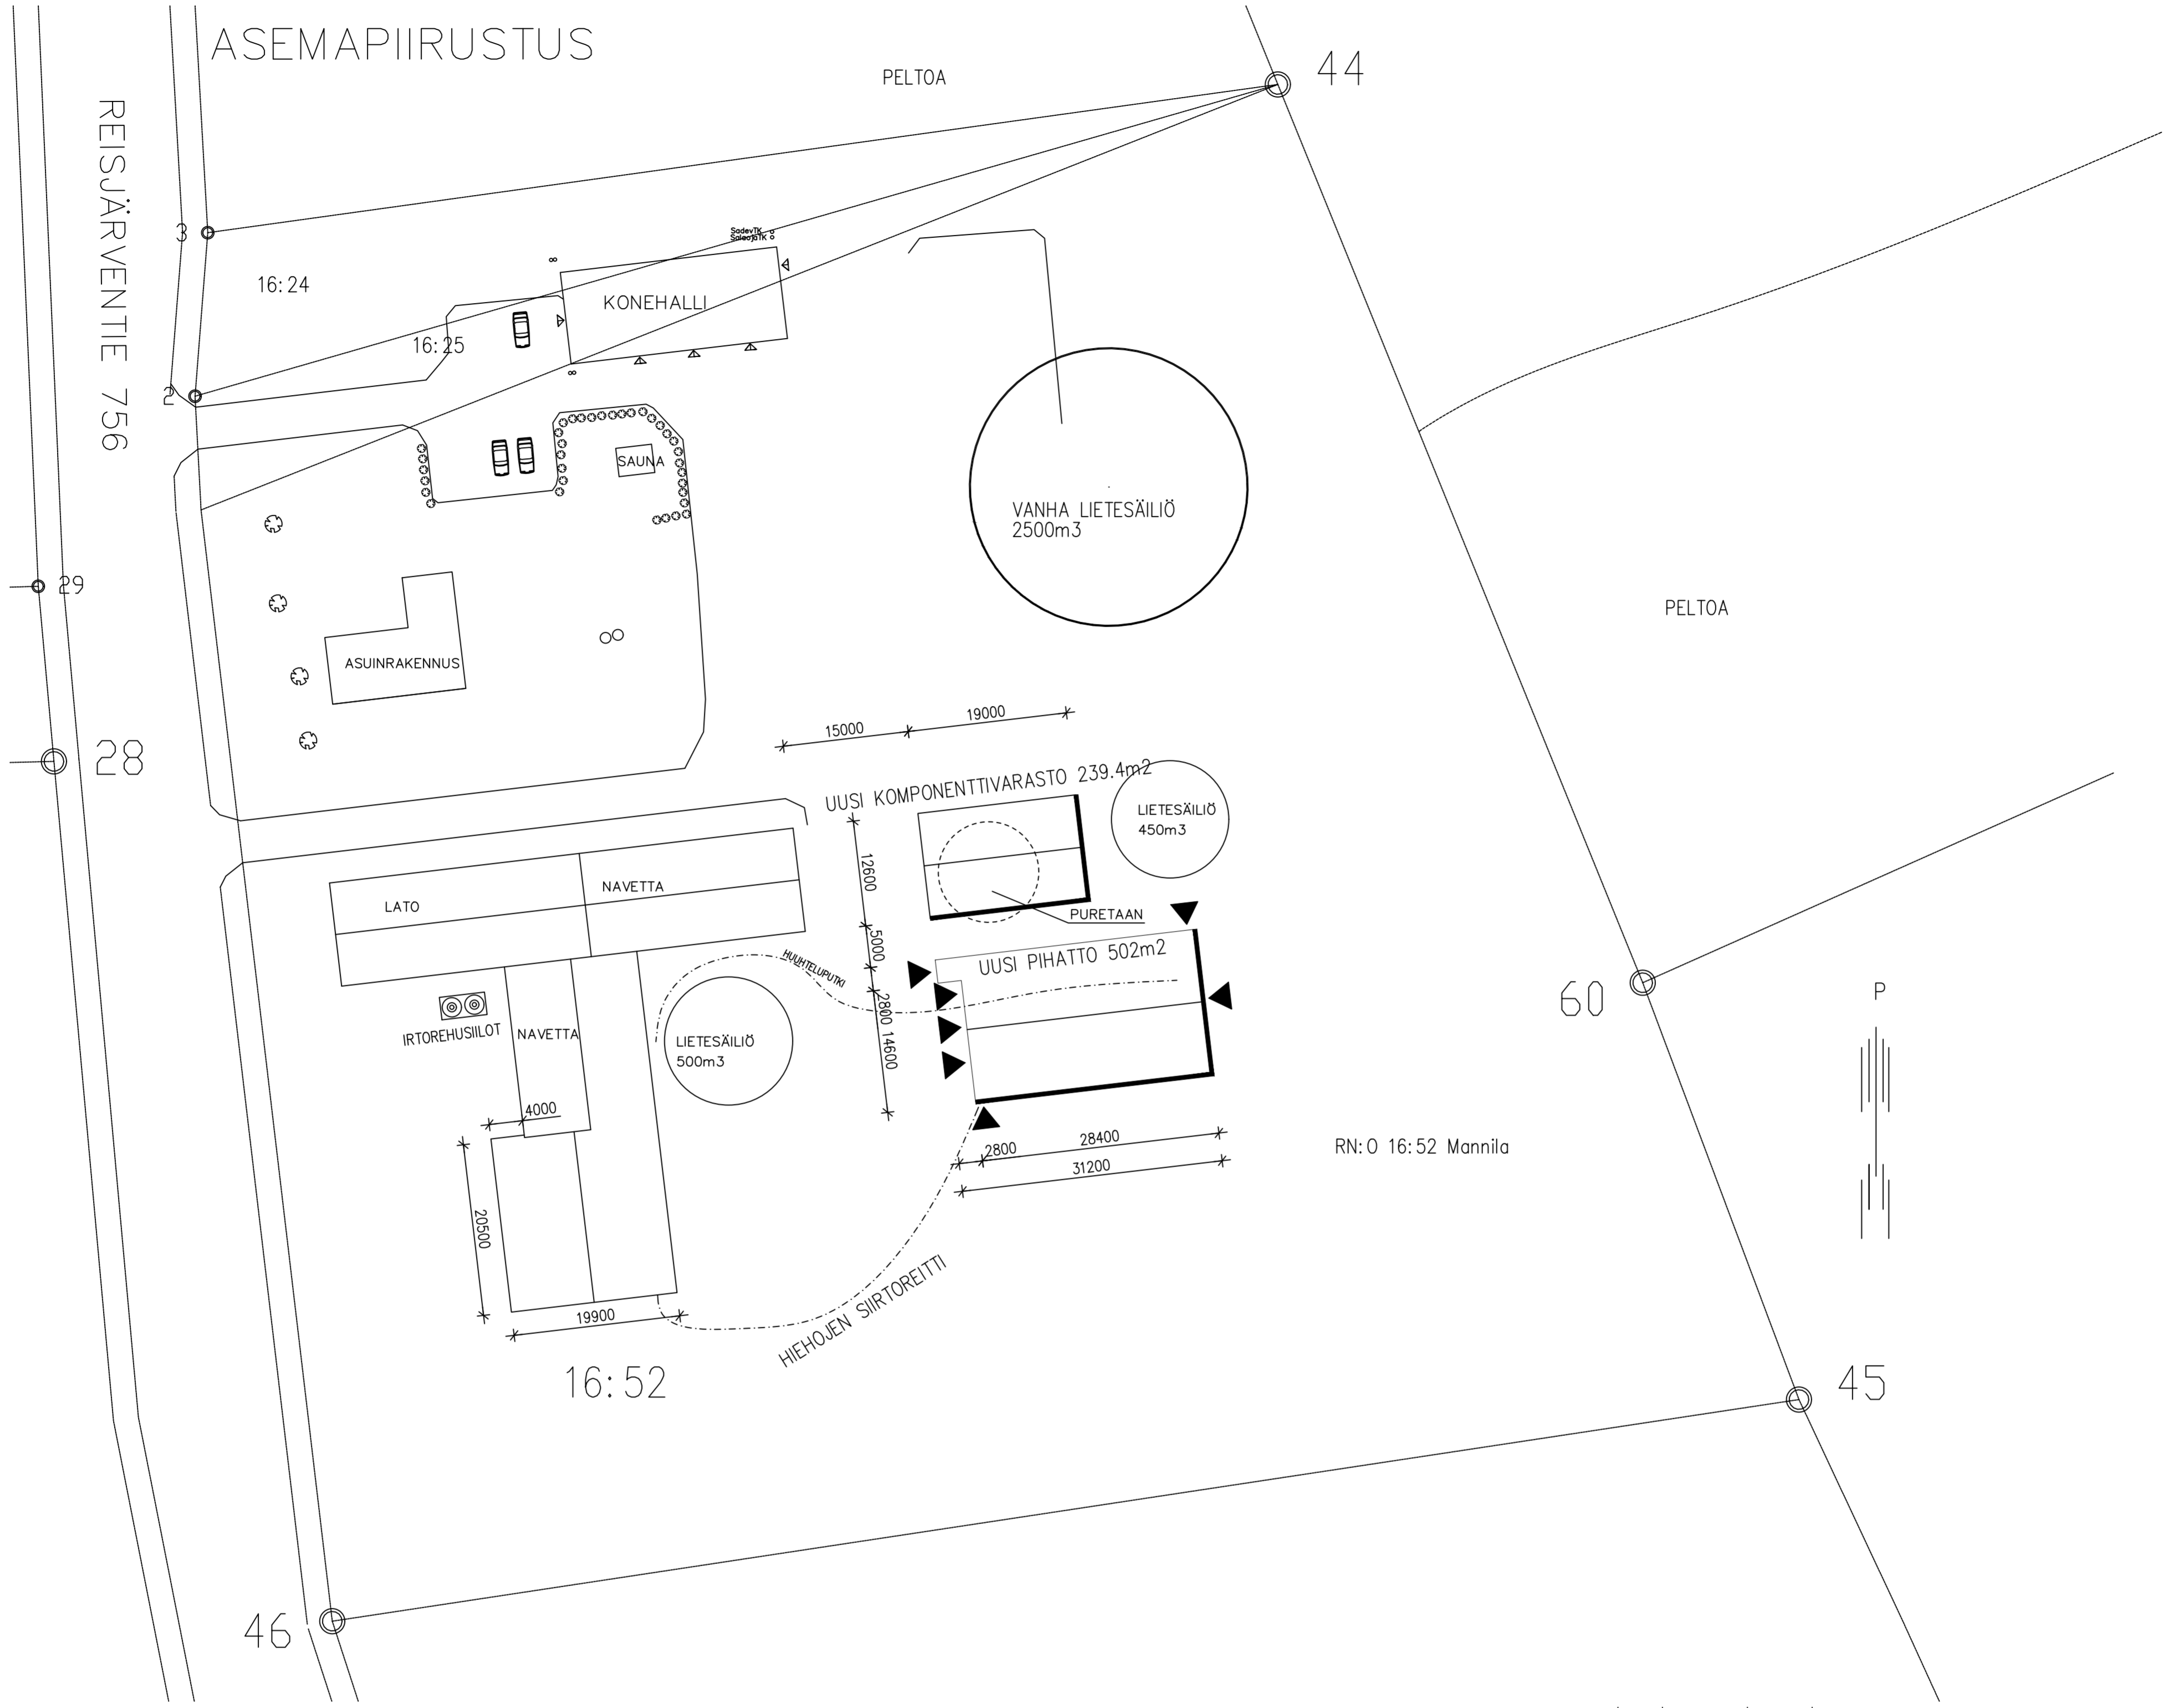 ASEMAPIIRUSTUS
PELTOA
44
REISJÄRVENTIE 756
3
SadevTK
SalaojaTK
16:24
KONEHALLI
16:25
2
SAUNA
VANHA LIETESÄILIÖ
2500m3
29
PELTOA
ASUINRAKENNUS
28
15000
19000
UUSI KOMPONENTTIVARASTO 239.4m2
LIETESÄILIÖ
450m3
12600
NAVETTA
LATO
PURETAAN
5000
UUSI PIHATTO 502m2
HUUHTELUPUTKI
2800
14600
60
P
IRTOREHUSIILOT
NAVETTA
LIETESÄILIÖ
500m3
4000
2800
28400
31200
RN:O 16:52 Mannila
20500
19900
HIEHOJEN SIIRTOREITTI
16:52
45
46